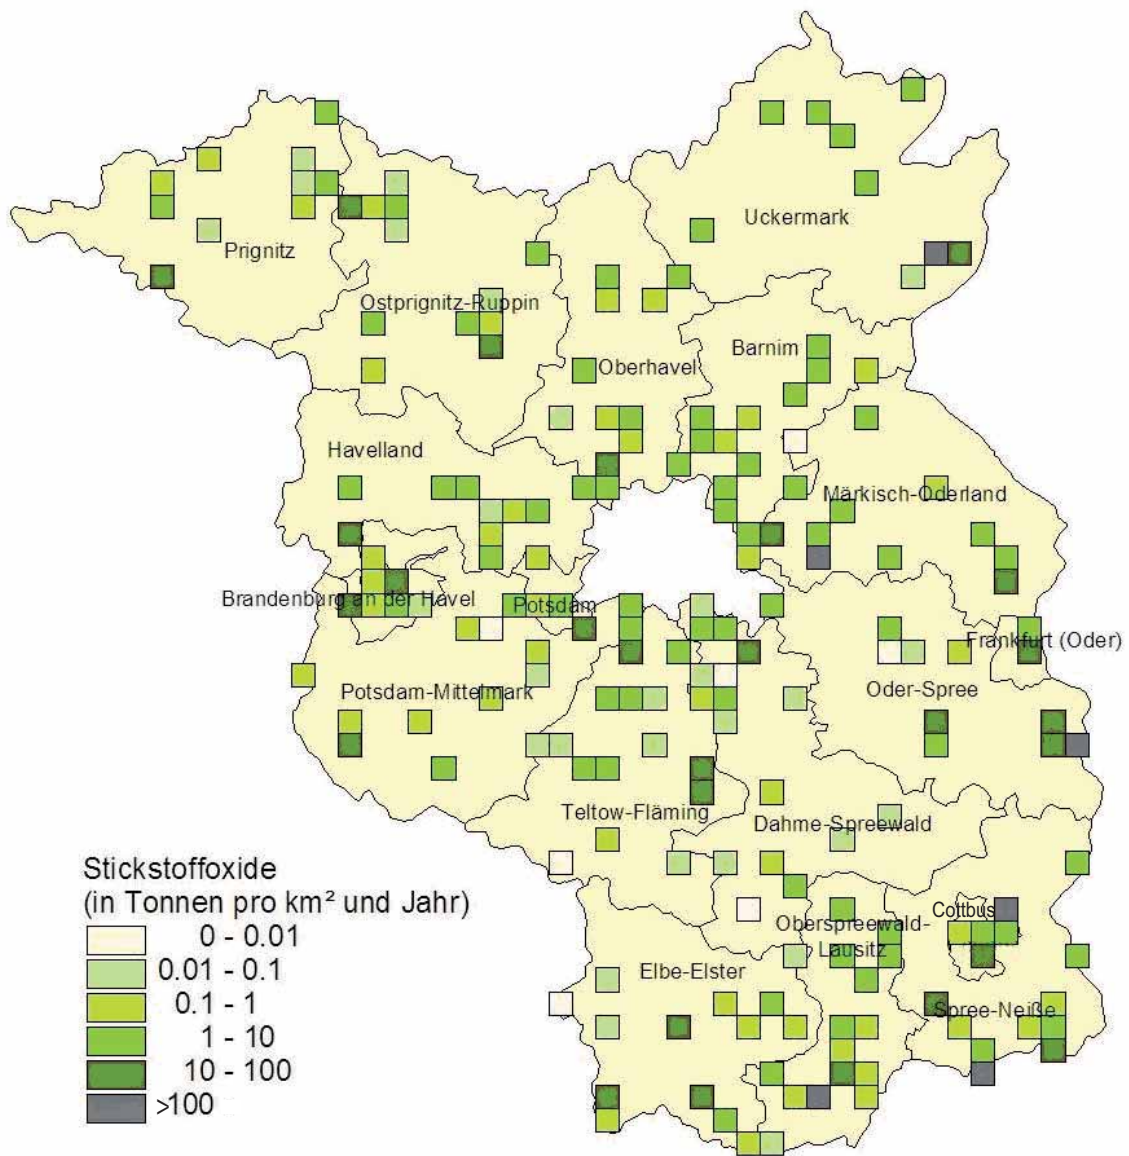 Uckermark
Prignitz
Ostprignitz-Ruppin
Barnim
Oberhavel
Havelland
Märkisch-Oderland
Brandenburg an der Havel
Potsdam
Frankfurt (Oder)
Potsdam-Mittelmark
Oder-Spree
Teltow-Fläming
Dahme-Spreewald
Cottbus
Oberspreewald-
Lausitz
Elbe-Elster
Spree-Neiße
Stickstoffoxide
(in Tonnen pro km² und Jahr)
0 - 0.01
0.01 - 0.1
0.1 - 1
1 - 10
10 - 100
>100